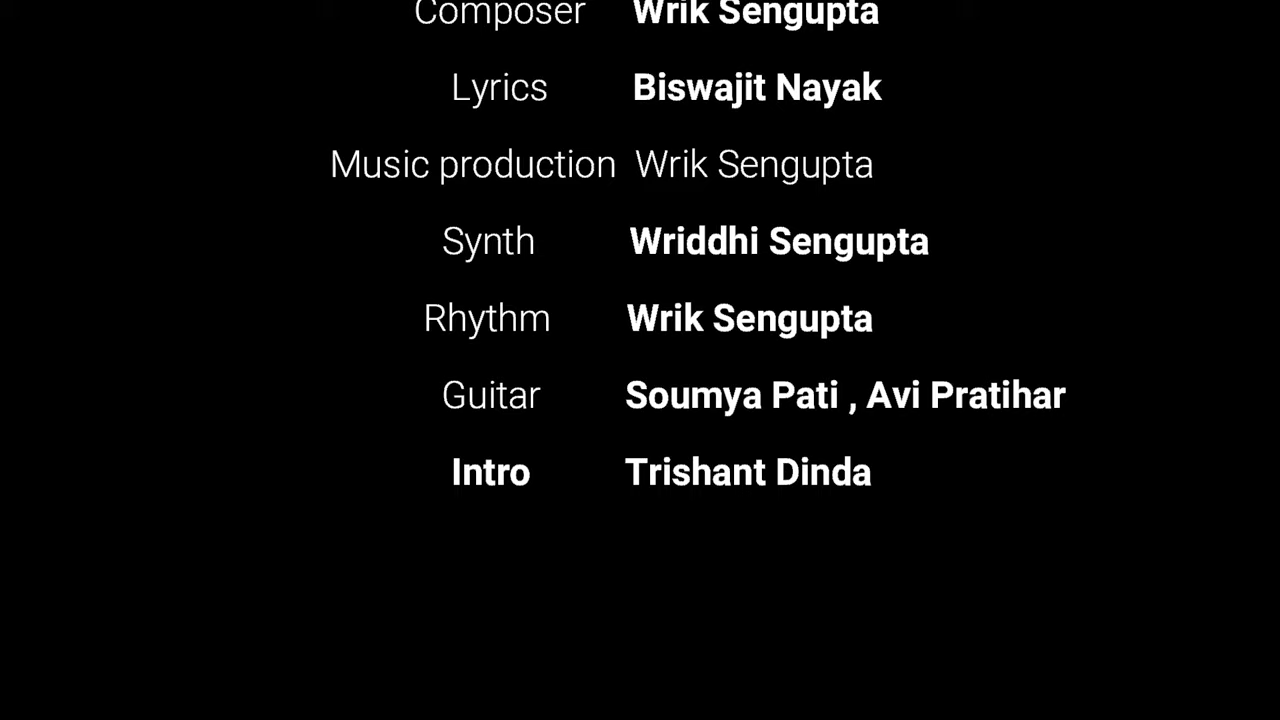 Composer Wrik Sengupta
Lyrics Biswajit Nayak
Music production Wrik Sengupta
Synth Wriddhi Sengupta
Rhythm Wrik Sengupta
Guitar Soumya Pati , Avi Pratihar
Intro Trishant Dinda